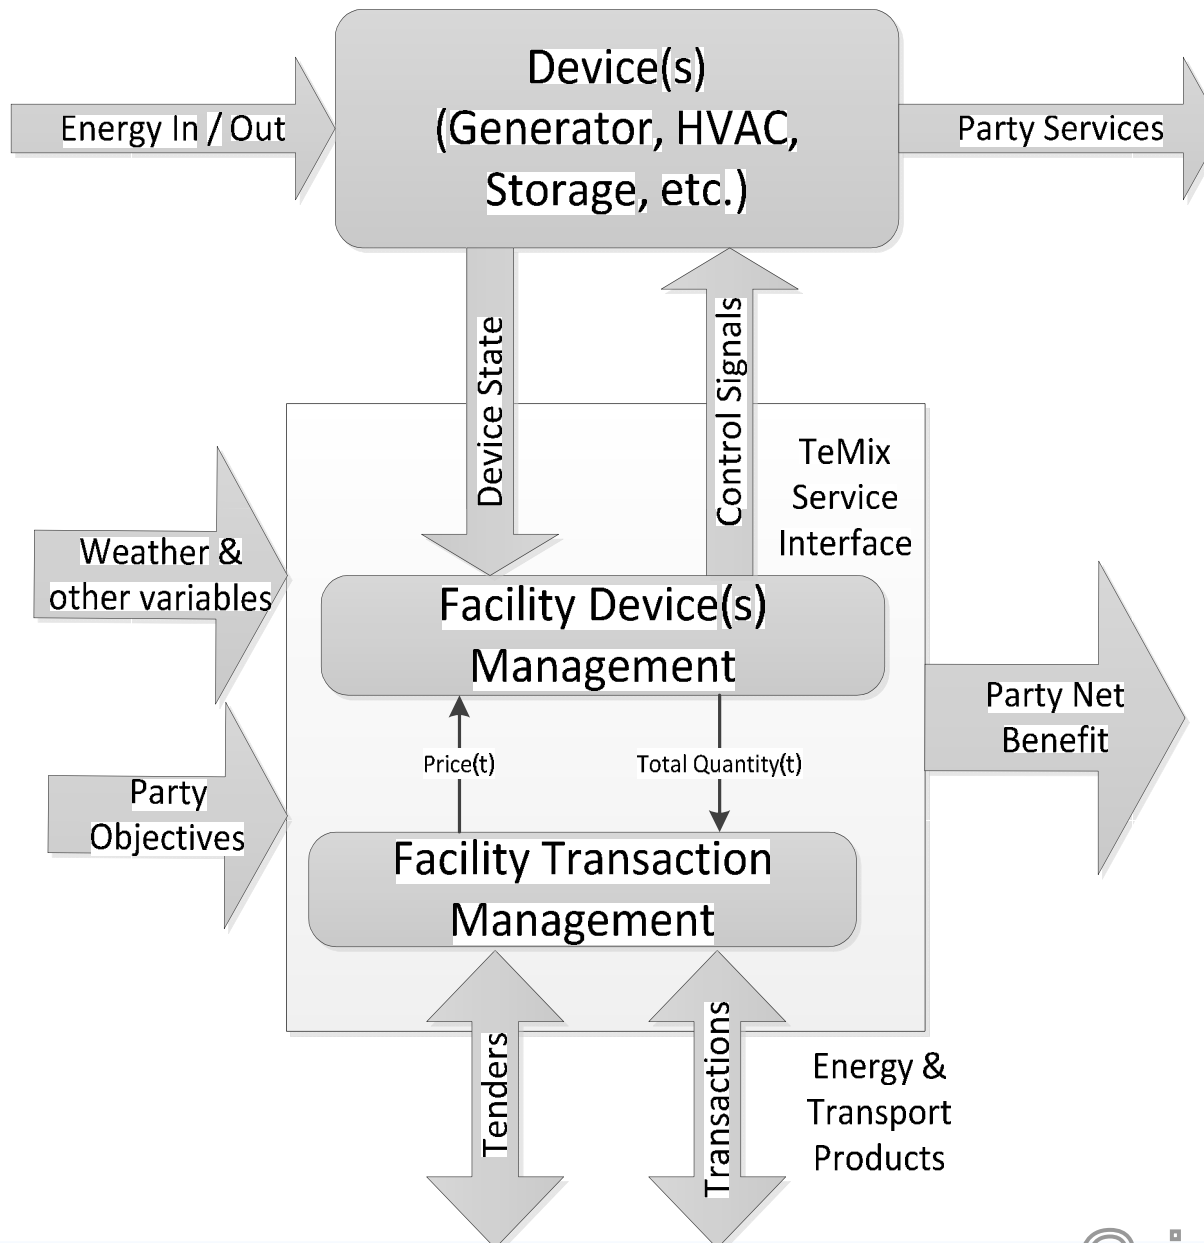 Device(s)
(Generator, HVAC,
Storage, etc.)
Energy In / Out
Party Services
Device State
Control Signals
TeMix
Service
Interface
Weather &
other variables
Facility Device(s)
Management
Party Net
Benefit
Price(t)
Total Quantity(t)
Party
Objectives
Facility Transaction
Management
Tenders
Transactions
Energy &
Transport
Products